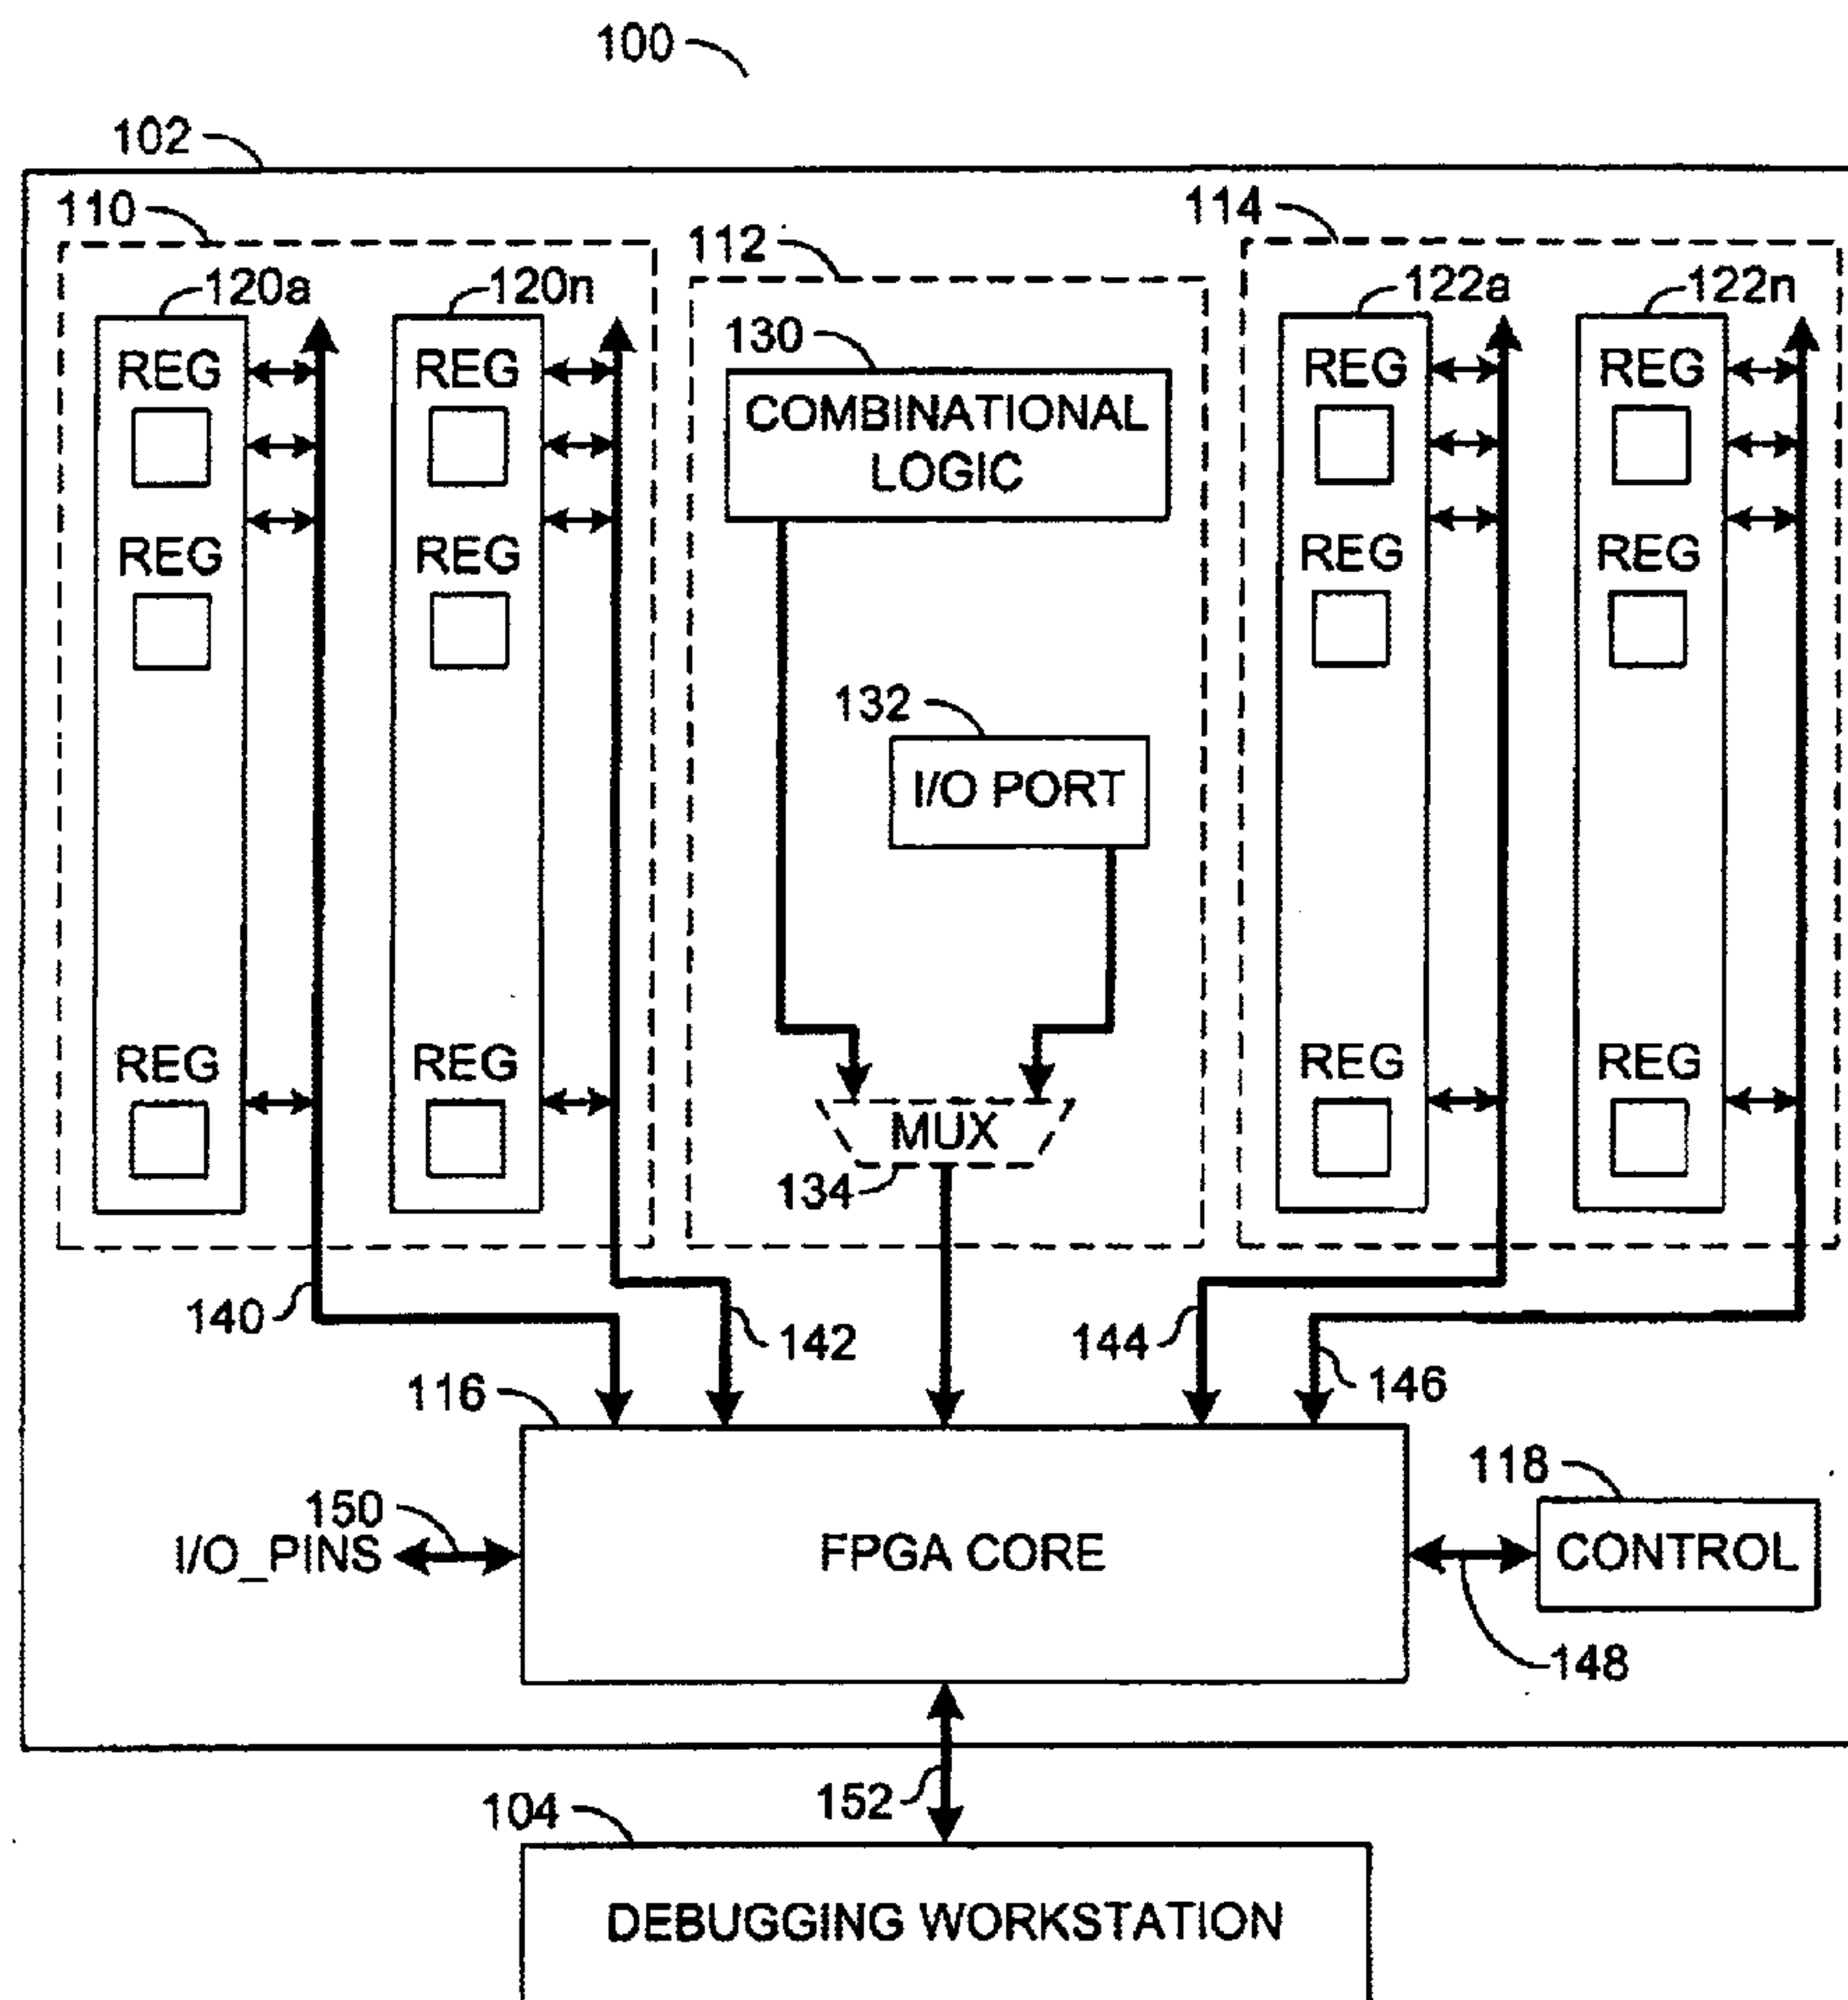 100
102
110
112
114
120a
120n
122a
122n
130
REG
REG
REG
REG
COMBINATIONAL
LOGIC
REG
REG
REG
REG
132
I/O PORT
REG
REG
REG
REG
MUX
134
140
142
144
146
116
118
150
I/O_PINS
FPGA CORE
CONTROL
148
152
104
DEBUGGING WORKSTATION